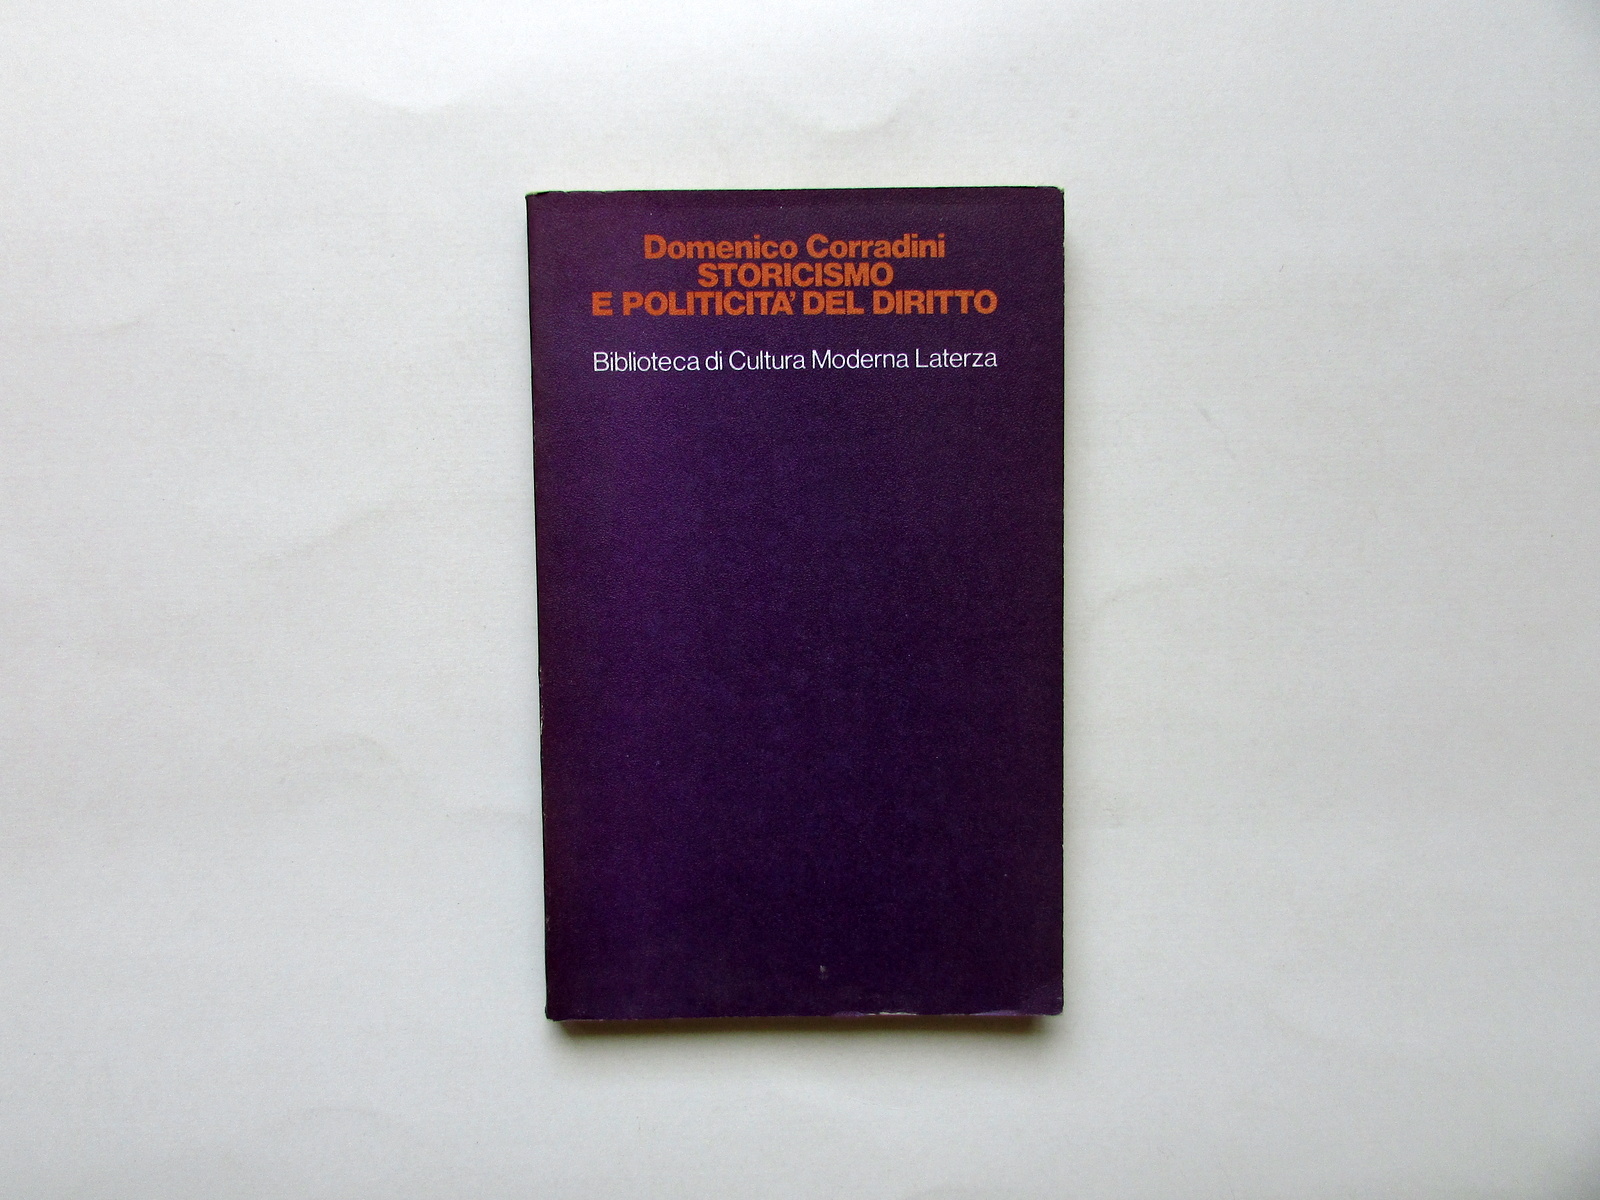 Domenico Corradini
STORICISMO
E POLITICITA' DEL DIRITTO
Biblioteca di Cultura Moderna Laterza